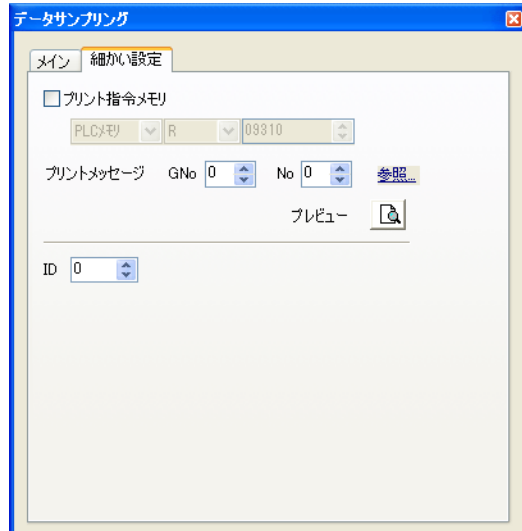 データサンプリング
メイン 細かい設定
プリント指令メモリ
PLCメモリ R 09310
プリントメッセージ GNo 0 No 0 参照...
プレビュー
ID 0